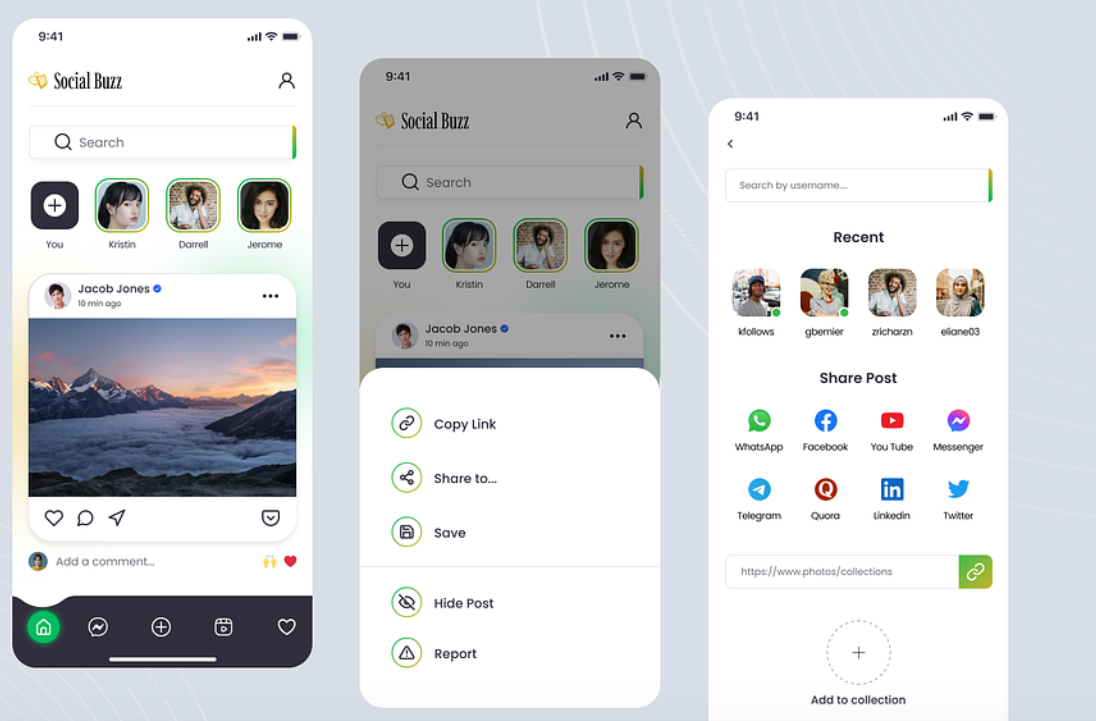 9:41
Social Buzz
Search
You Kristin Darrell Jerome
Jacob Jones
10 min ago
Add a comment...
9:41
Social Buzz
Search
You Kristin Darrell Jerome
Jacob Jones
10 min ago
Copy Link
Share to...
Save
Hide Post
Report
9:41
Search by username...
Recent
kfollows gbernier zricharzn eliane03
Share Post
WhatsApp Facebook You Tube Messenger
Telegram Quora Linkedin Twitter
https://www.photos/collections
Add to collection